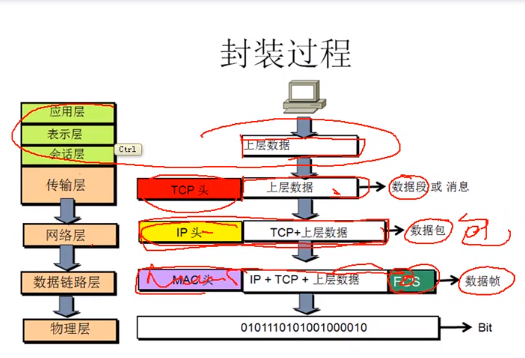 封装过程
应用层
表示层
会话层
Ctrl
上层数据
传输层
TCP 头
上层数据
数据段 或 消息
网络层
IP 头
TCP+上层数据
数据包
包
数据链路层
MAC 头
IP + TCP + 上层数据
FCS
数据帧
物理层
0101110101001000010
Bit